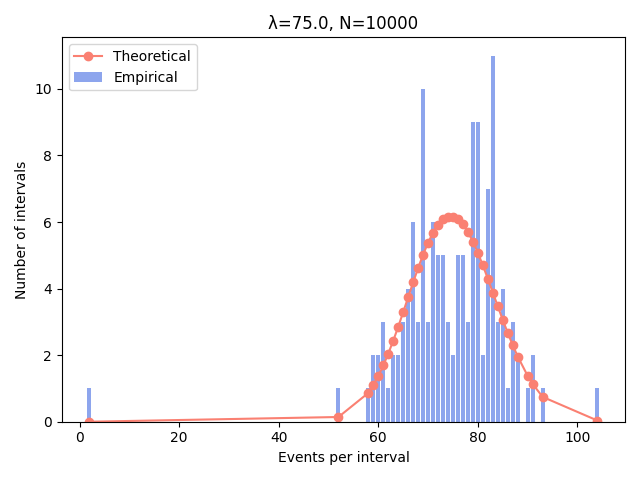 λ=75.0, N=10000
Theoretical
Empirical
Number of intervals
10
8
6
4
2
0
0 20 40 60 80 100
Events per interval